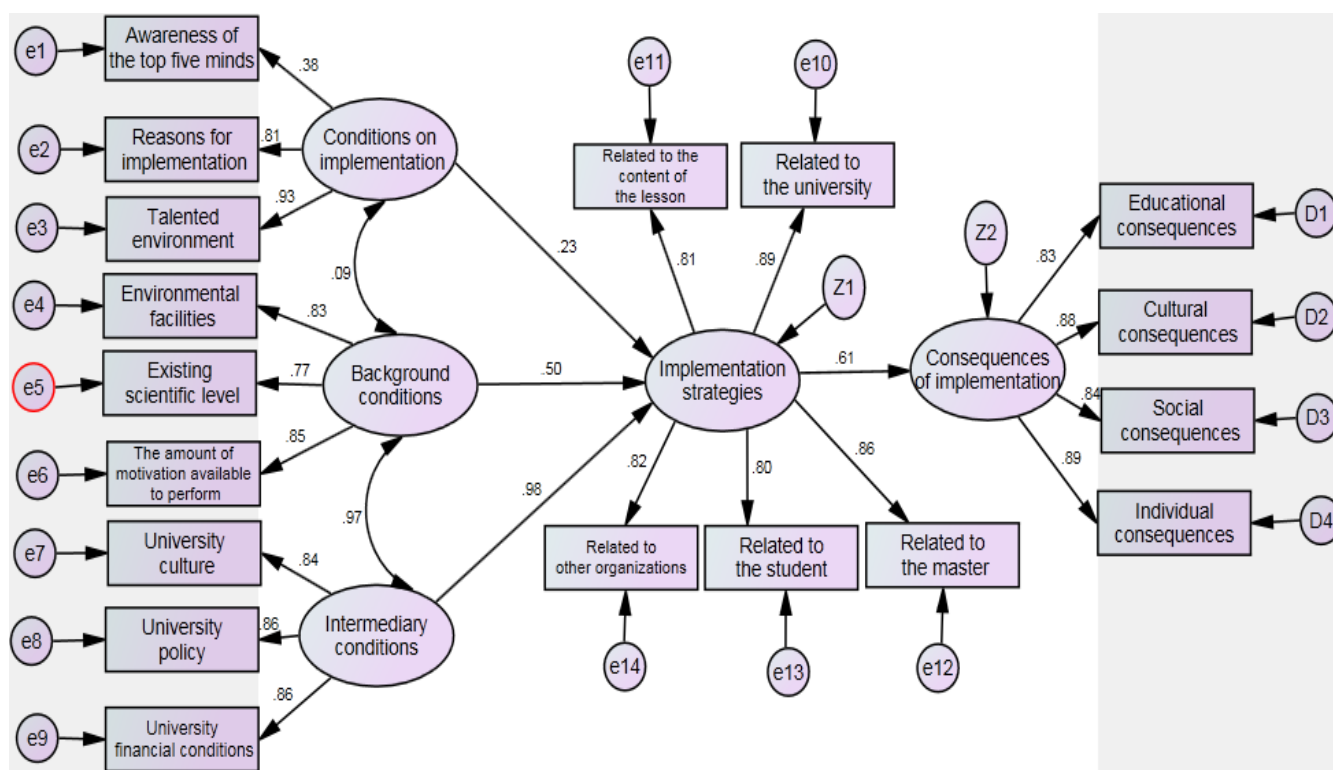 e1
Awareness of
the top five minds
.38
e2
Reasons for
implementation
.81
Conditions on
implementation
e3
Talented
environment
.93
.09
.23
e4
Environmental
facilities
.83
e5
Existing
scientific level
.77
Background
conditions
.50
e6
The amount of
motivation available
to perform
.85
.97
.98
e7
University
culture
.84
e8
University
policy
.86
Intermediary
conditions
e9
University
financial conditions
.86
e11
e10
Related to the
content of
the lesson
Related to
the university
.81
.89
Z1
Implementation
strategies
.61
.82
.80
.86
Related to
other organizations
Related to
the student
Related to
the master
e14
e13
e12
Z2
Consequences
of implementation
.83
Educational
consequences
D1
.88
Cultural
consequences
D2
.84
Social
consequences
D3
.89
Individual
consequences
D4